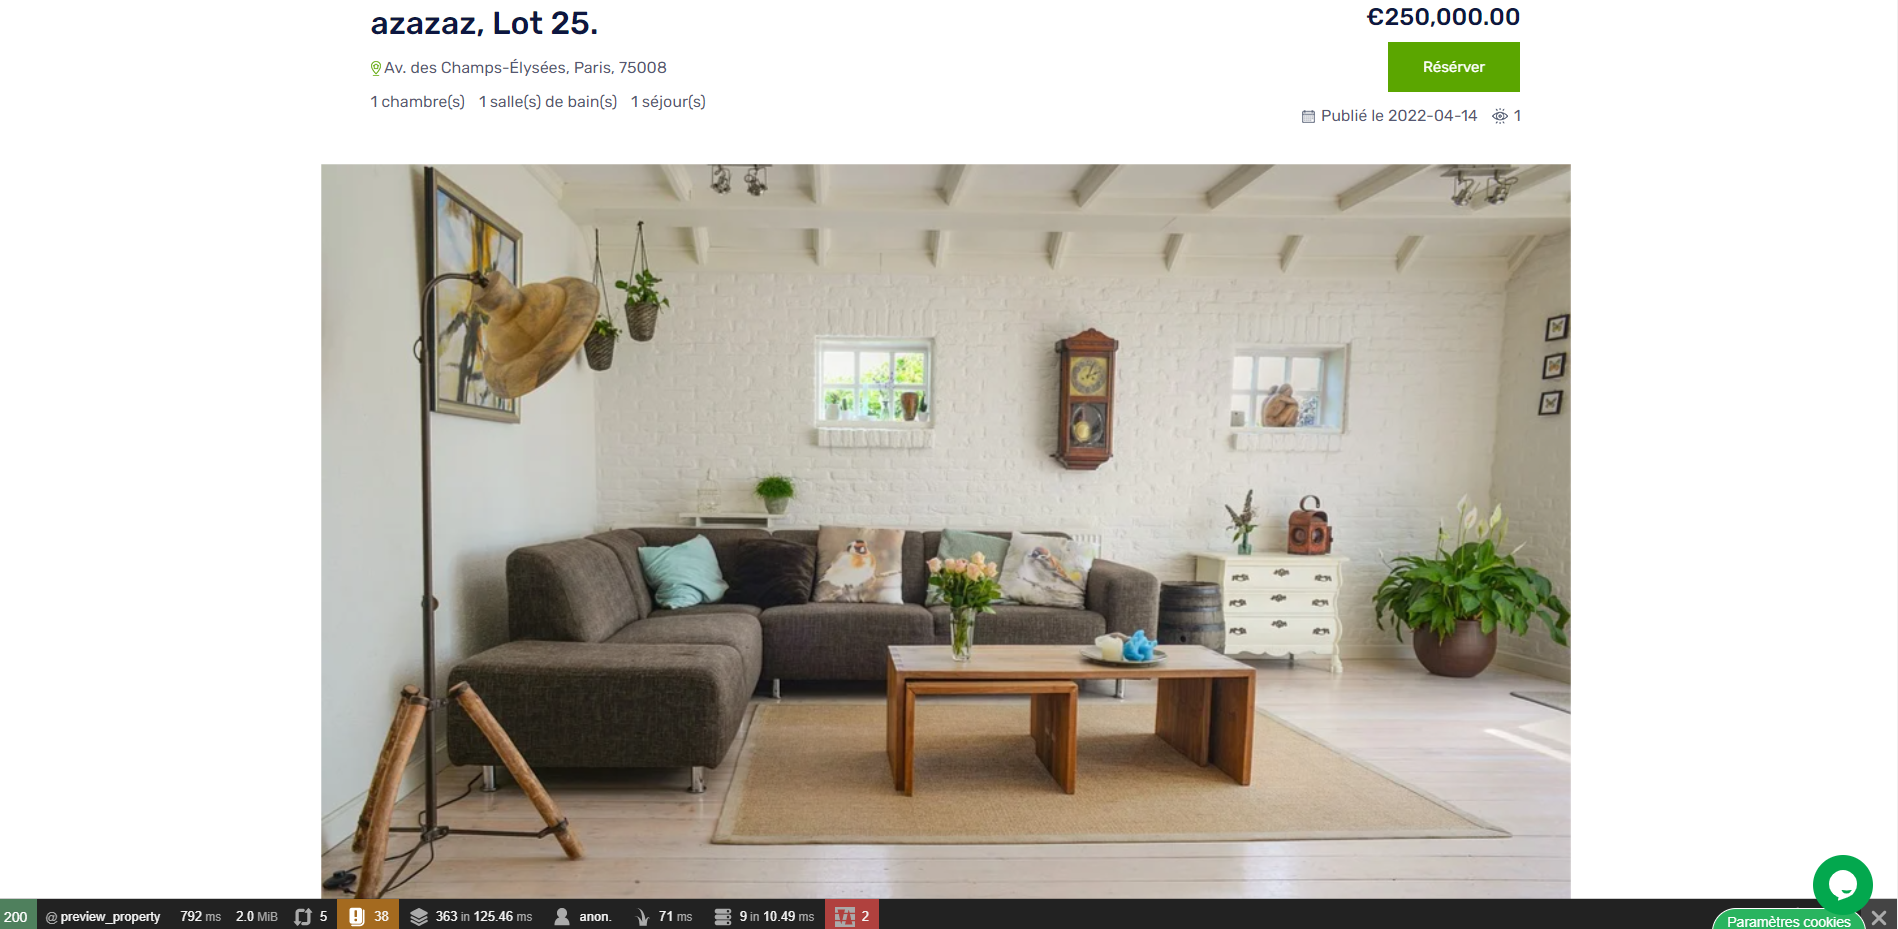 azazaz, Lot 25.
€250,000.00
Av. des Champs-Élysées, Paris, 75008
Résérver
1 chambre(s) 1 salle(s) de bain(s) 1 séjour(s)
Publié le 2022-04-14 1
200 @ preview_property 792 ms 2.0 MiB 5 38 363 in 125.46 ms anon. 71 ms 9 in 10.49 ms 2
Paramètres cookies